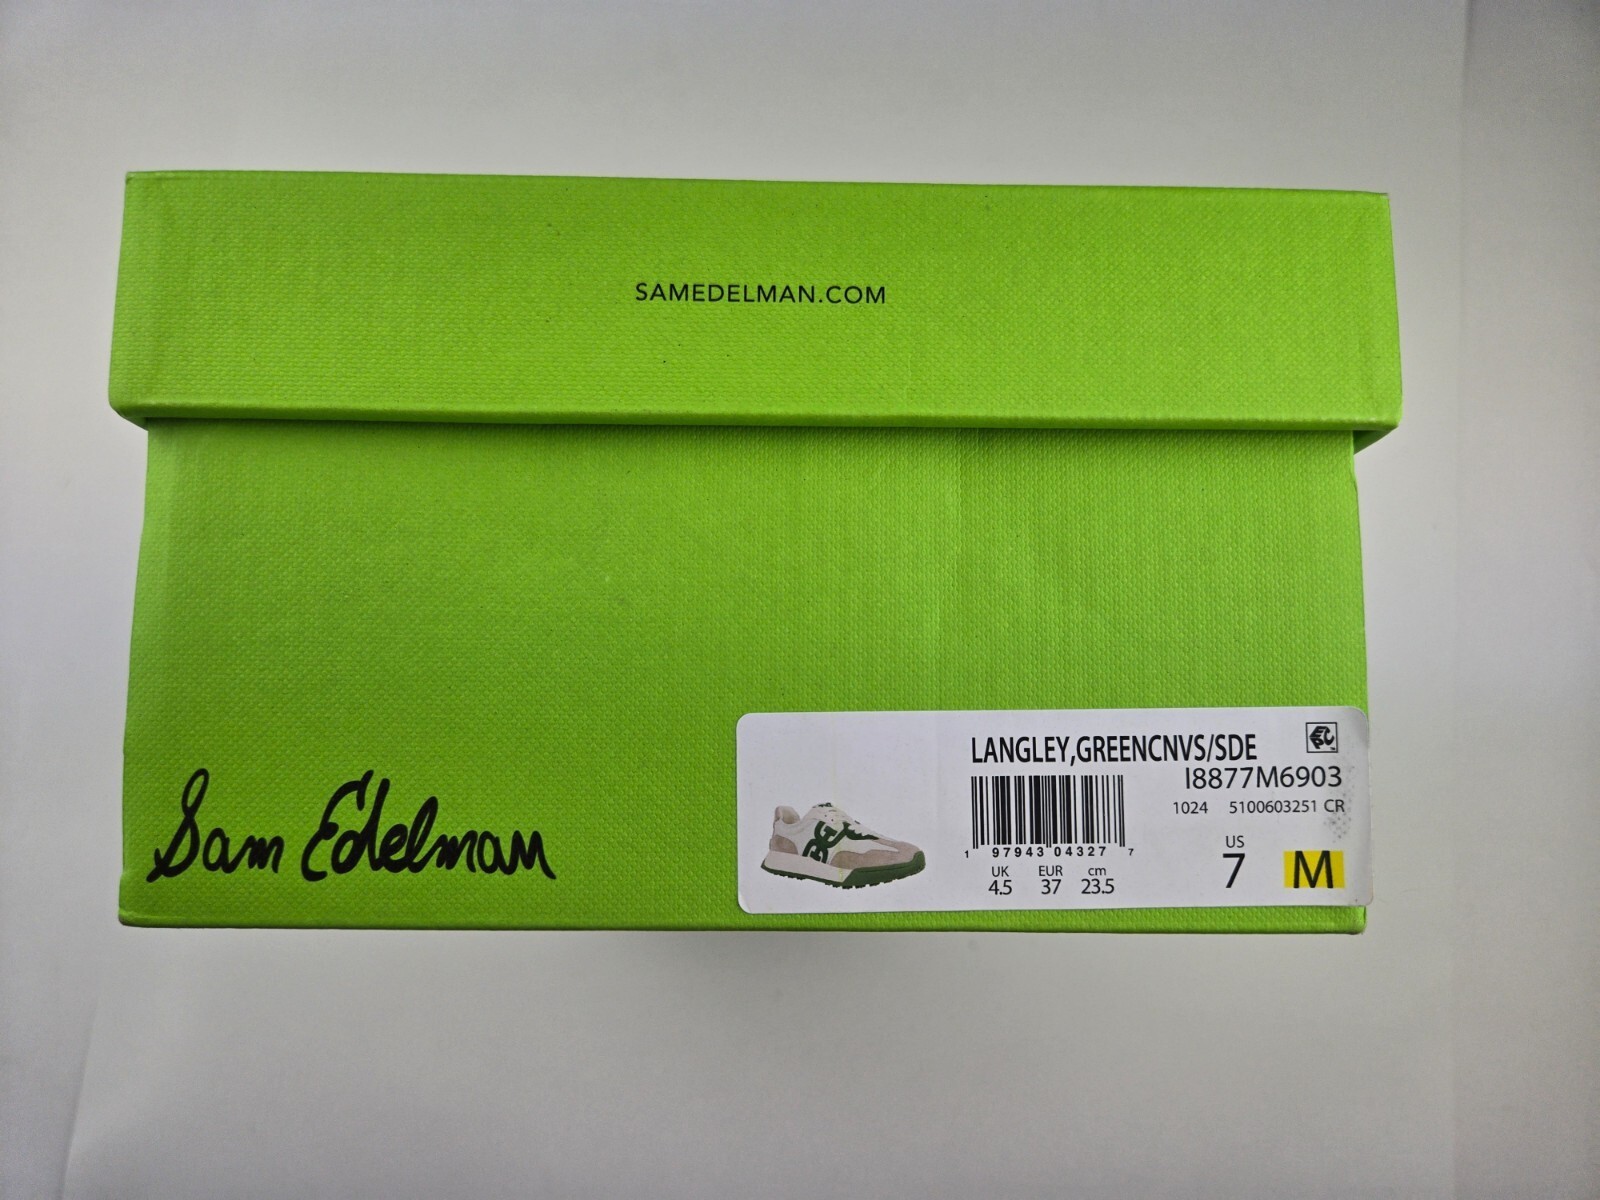 SAMEDELMAN.COM
Sam Edelman
LANGLEY,GREENCNVS/SDE
I8877M6903
1024 5100603251 CR
1 97943 04327 7
UK EUR cm
4.5 37 23.5
US
7 M